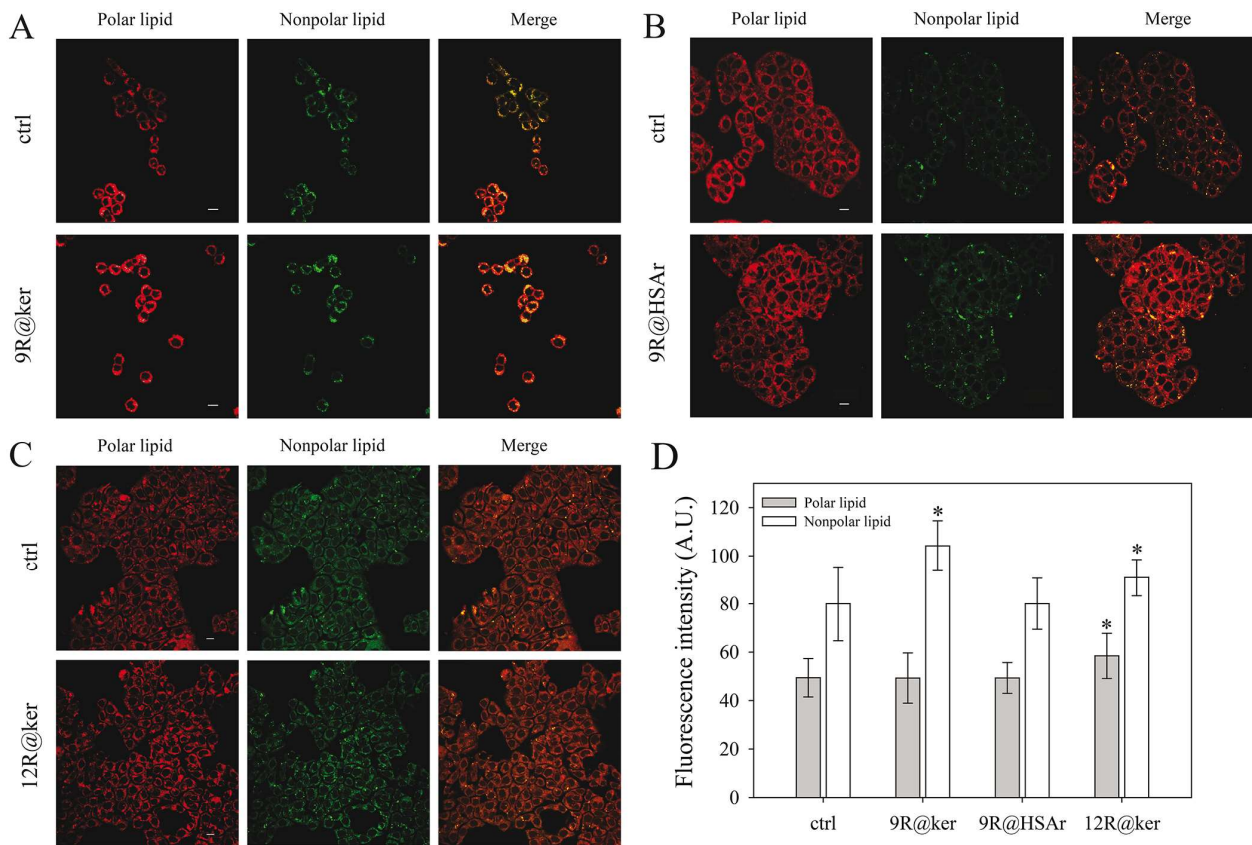 A
Polar lipid
Nonpolar lipid
Merge
ctrl
9R@ker
B
Polar lipid
Nonpolar lipid
Merge
ctrl
9R@HSAr
C
Polar lipid
Nonpolar lipid
Merge
ctrl
12R@ker
D
Fluorescence intensity (A.U.)
120
100
80
60
40
20
0
Polar lipid
Nonpolar lipid
*
*
*
ctrl
9R@ker
9R@HSAr
12R@ker